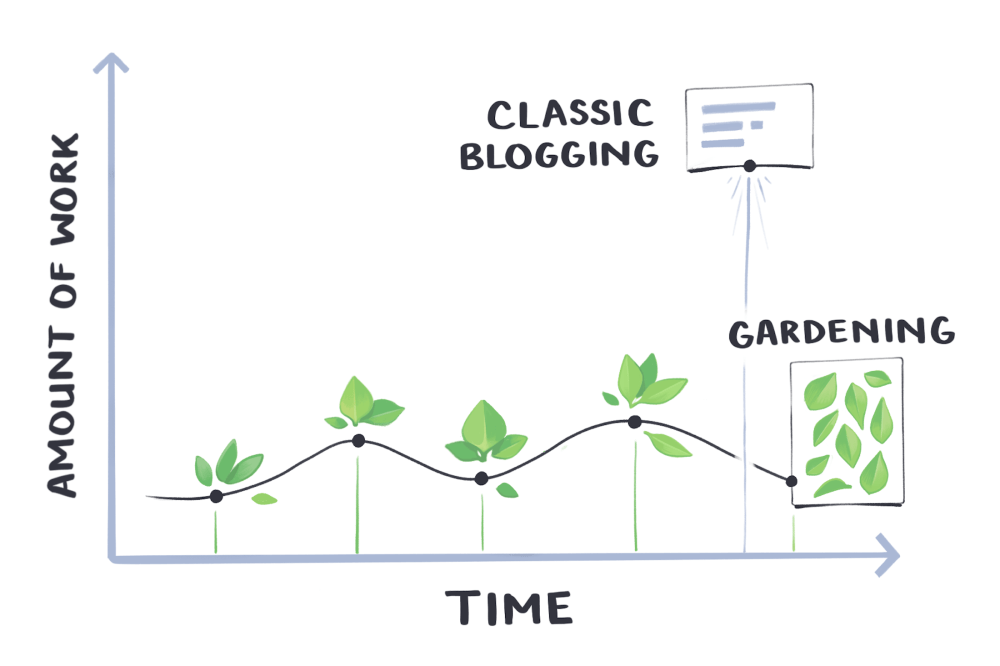 CLASSIC
BLOGGING
GARDENING
AMOUNT OF WORK
TIME